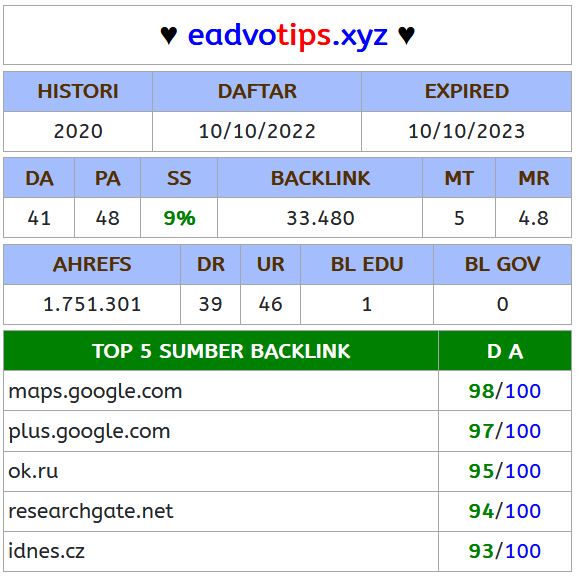 ♥ eadvotips.xyz ♥
HISTORI DAFTAR EXPIRED
2020 10/10/2022 10/10/2023
DA PA SS BACKLINK MT MR
41 48 9% 33.480 5 4.8
AHREFS DR UR BL EDU BL GOV
1.751.301 39 46 1 0
TOP 5 SUMBER BACKLINK D A
maps.google.com 98/100
plus.google.com 97/100
ok.ru 95/100
researchgate.net 94/100
idnes.cz 93/100